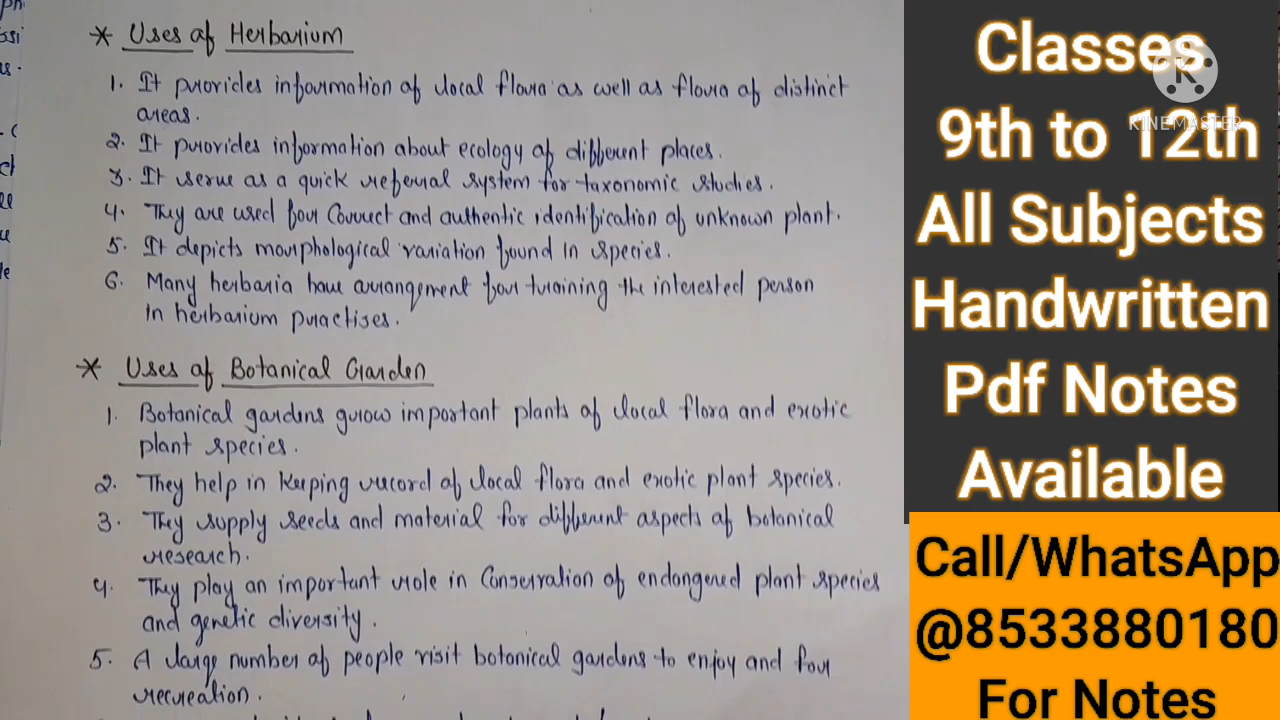 * Uses of Herbarium
1. It provides information of local flora as well as flora of distinct
areas.
2. It provides information about ecology of different places.
3. It serve as a quick referral system for taxonomic studies.
4. They are used for Correct and authentic identification of unknown plant.
5. It depicts morphological variation found in species.
6. Many herbaria have arrangement for training the interested person
in herbarium practises.
* Uses of Botanical Garden
1. Botanical gardens grow important plants of local flora and exotic
plant species.
2. They help in keeping record of local flora and exotic plant species.
3. They supply seeds and material for different aspects of botanical
research.
4. They play an important role in Conservation of endangered plant species
and genetic diversity.
5. A large number of people visit botanical gardens to enjoy and for
recreation.
Classes
9th to 12th
All Subjects
Handwritten
Pdf Notes
Available
K
KINEMASTER
Call/WhatsApp
@8533880180
For Notes